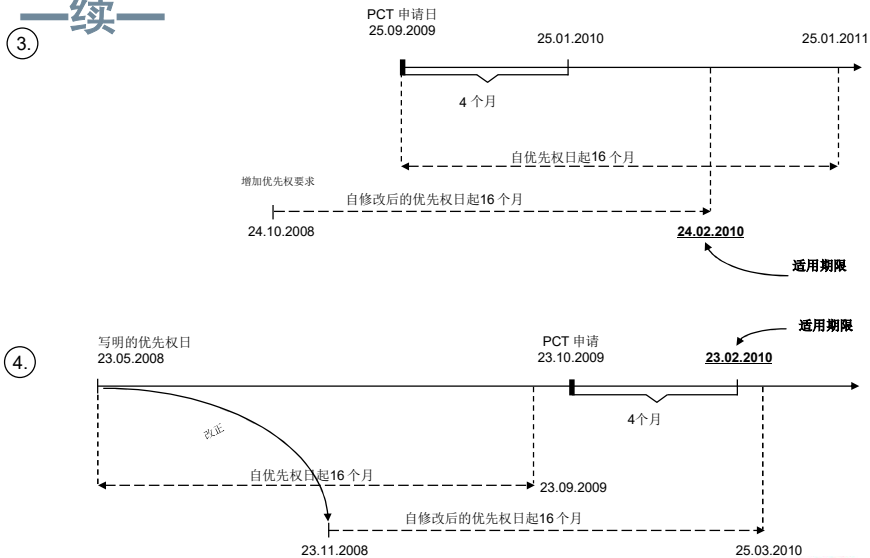 —续—
3.
PCT 申请日
25.09.2009
25.01.2010
25.01.2011
4 个月
自优先权日起16 个月
增加优先权要求
自修改后的优先权日起16 个月
24.10.2008
24.02.2010
适用期限
4.
写明的优先权日
23.05.2008
PCT 申请
23.10.2009
23.02.2010
适用期限
改正
4个月
自优先权日起16 个月
23.09.2009
自修改后的优先权日起16 个月
23.11.2008
25.03.2010